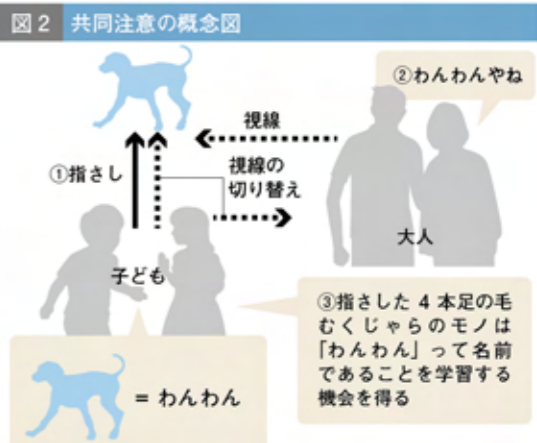 図2 共同注意の概念図
②わんわんやね
視線
①指さし
視線の
切り替え
大人
子ども
③指さした 4 本足の毛
むくじゃらのモノは
「わんわん」って名前
であることを学習する
機会を得る
= わんわん